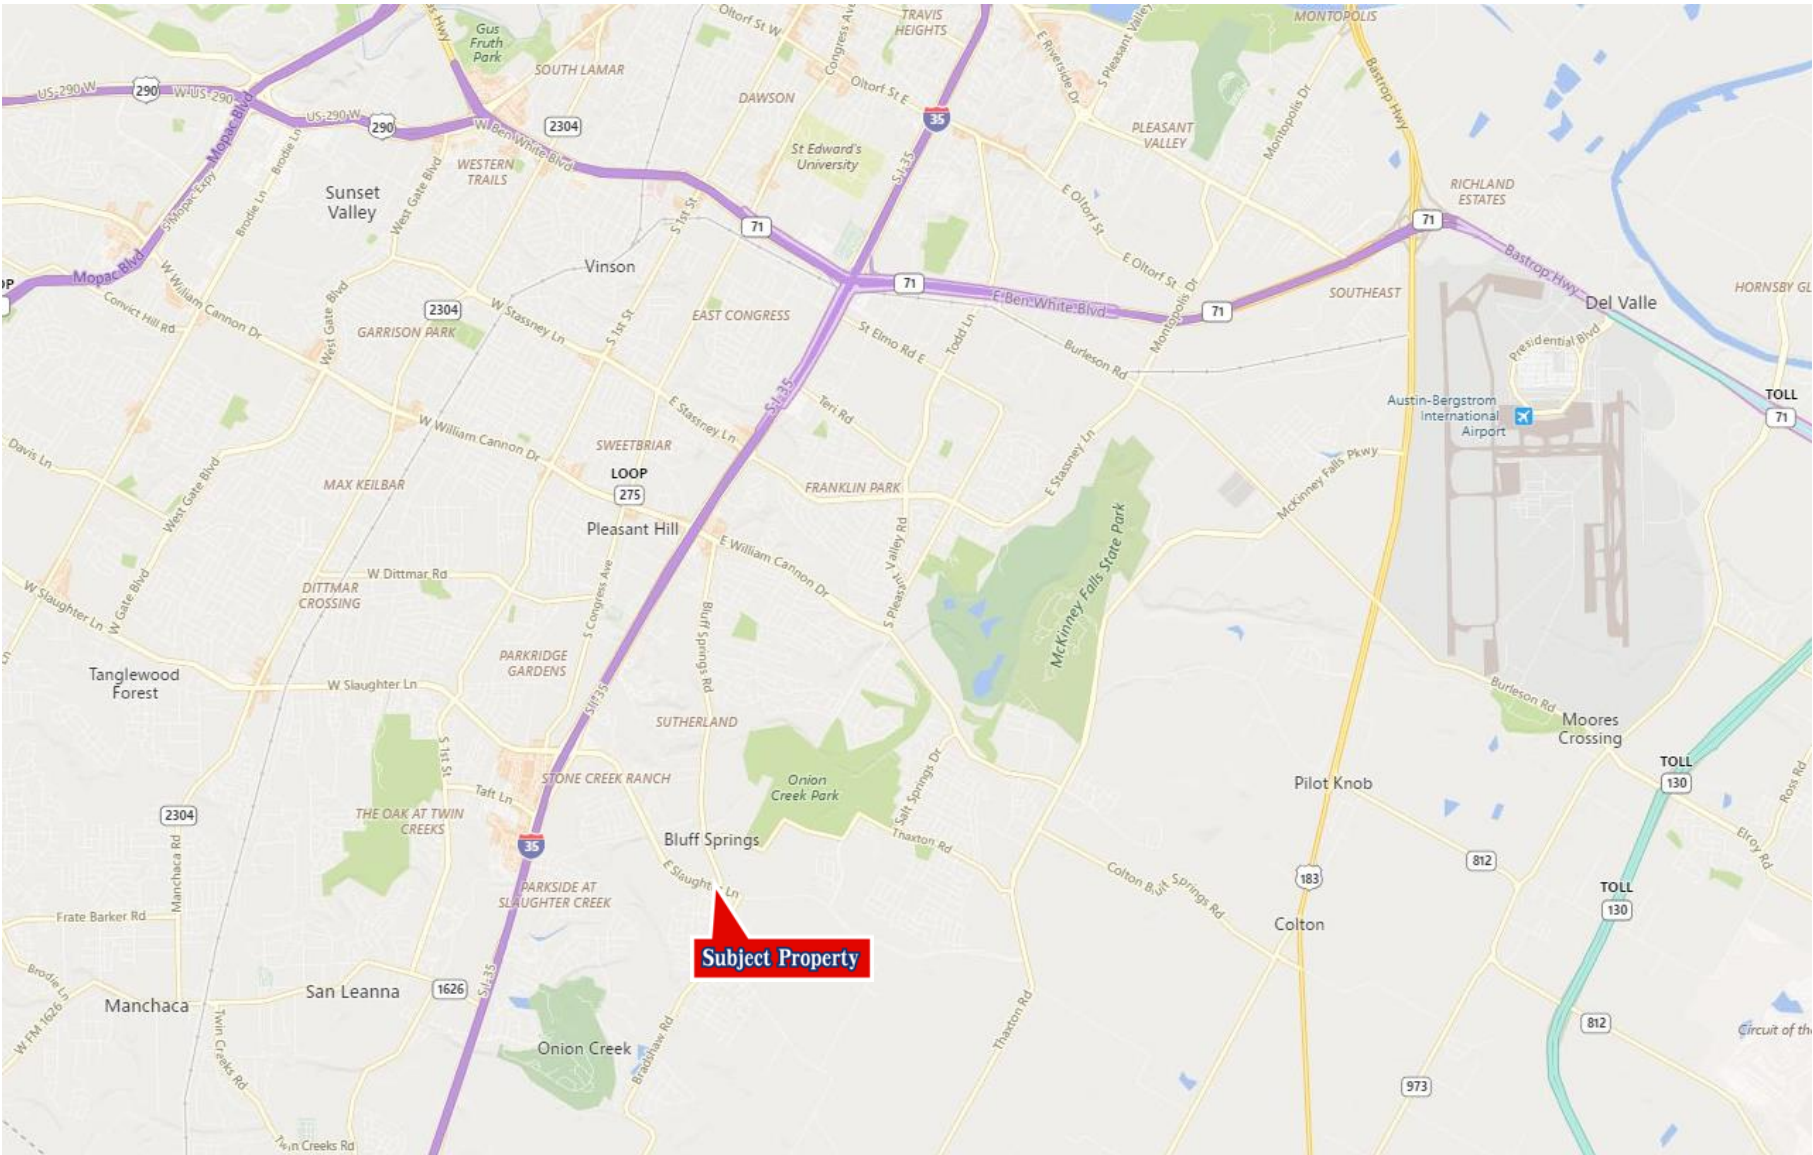 Gus
Fruth
Park
Oltorf St W
Congress Ave
TRAVIS
HEIGHTS
E Riverside Dr
S Pleasant Valley
MONTOPOLIS
SOUTH LAMAR
Bastrop Hwy
US-290 W
290
W US-290
US-290 W
290
Mopac Blvd
Brodie Ln
W Ben White Blvd
2304
DAWSON
Oltorf St E
35
PLEASANT
VALLEY
Montopolis Dr
St Edward's
University
WESTERN
TRAILS
Sunset
Valley
S Mopac Expy
Brodie Ln
West Gate Blvd
S 1st St
S I-35
E Oltorf St
RICHLAND
ESTATES
71
71
Bastrop Hwy
Vinson
Mopac Blvd
W William Cannon Dr
Convict Hill Rd
West Gate Blvd
2304
GARRISON PARK
W Stassney Ln
S 1st St
EAST CONGRESS
71
E Ben White Blvd
E Oltorf St
Montopolis Dr
71
SOUTHEAST
Del Valle
HORNSBY GL
St Elmo Rd E
Todd Ln
Burleson Rd
Presidential Blvd
S I-35
Teri Rd
Austin-Bergstrom
International
Airport
TOLL
71
Davis Ln
West Gate Blvd
W William Cannon Dr
E Stassney Ln
SWEETBRIAR
LOOP
275
MAX KEILBAR
FRANKLIN PARK
E Stassney Ln
McKinney Falls Pkwy
Pleasant Hill
E William Cannon Dr
S Pleasant Valley Rd
McKinney Falls State Park
W Slaughter Ln
W Gate Blvd
DITTMAR
CROSSING
W Dittmar Rd
S Congress Ave
Bluff Springs Rd
PARKRIDGE
GARDENS
Tanglewood
Forest
W Slaughter Ln
S I-35
SUTHERLAND
Burleson Rd
Moores
Crossing
S 1st St
STONE CREEK RANCH
Taft Ln
Onion
Creek Park
Salt Springs Dr
Pilot Knob
TOLL
130
Ross Rd
2304
Manchaca Rd
THE OAK AT TWIN
CREEKS
35
Bluff Springs
Thaxton Rd
812
Elroy Rd
E Slaughter Ln
Colton Bluff Springs Rd
183
TOLL
130
PARKSIDE AT
SLAUGHTER CREEK
Frate Barker Rd
Colton
Subject Property
Brodie Ln
W FM 1626
Manchaca
San Leanna
1626
S I-35
Twin Creeks Rd
Onion Creek
Bradshaw Rd
Thaxton Rd
812
Circuit of th
973
Twin Creeks Rd